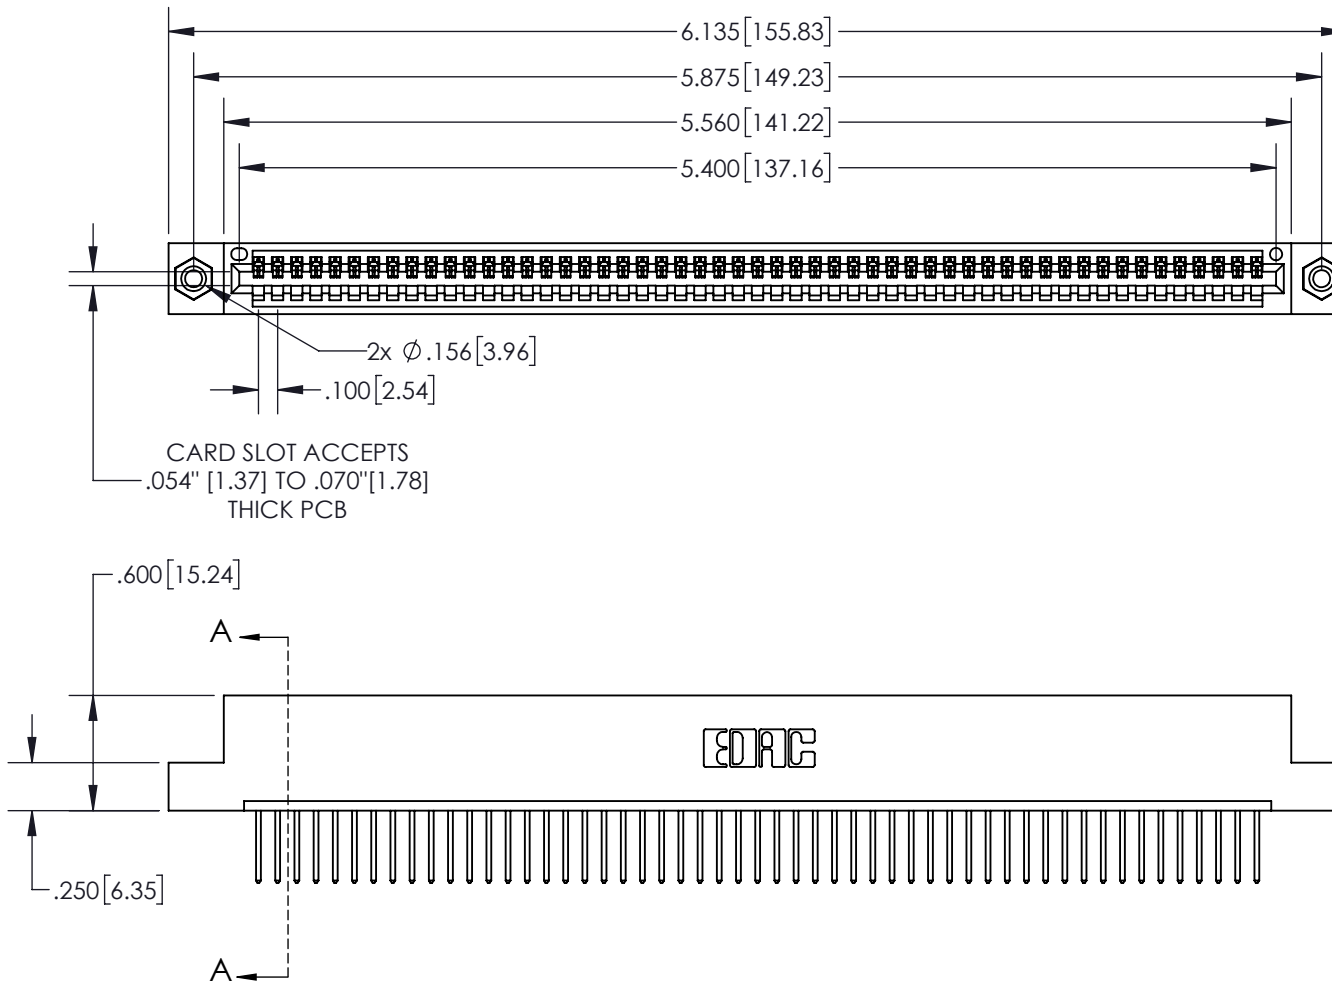 6.135[155.83]
5.875[149.23]
5.560[141.22]
5.400[137.16]
2x Ø.156[3.96]
.100[2.54]
CARD SLOT ACCEPTS
.054" [1.37] TO .070"[1.78]
THICK PCB
.600[15.24]
A
EDAC
.250[6.35]
A